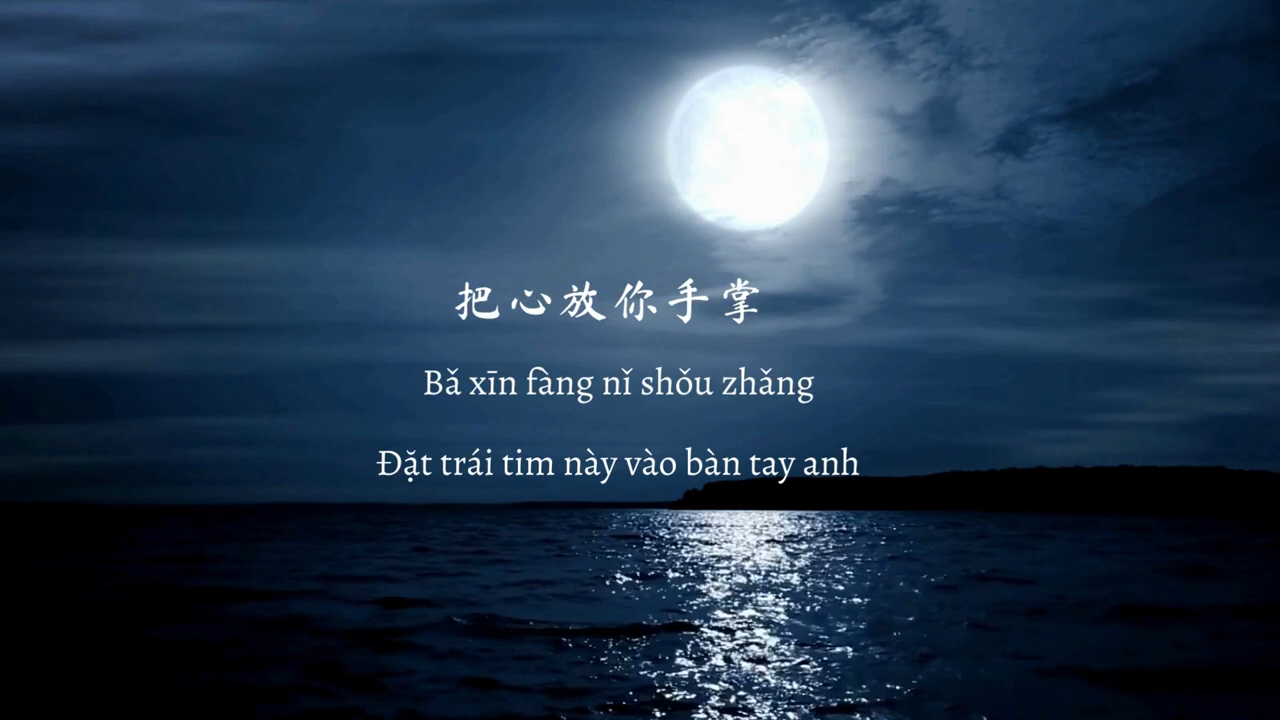 把心放你手掌
Bǎ xīn fàng nǐ shǒu zhǎng
Đặt trái tim này vào bàn tay anh